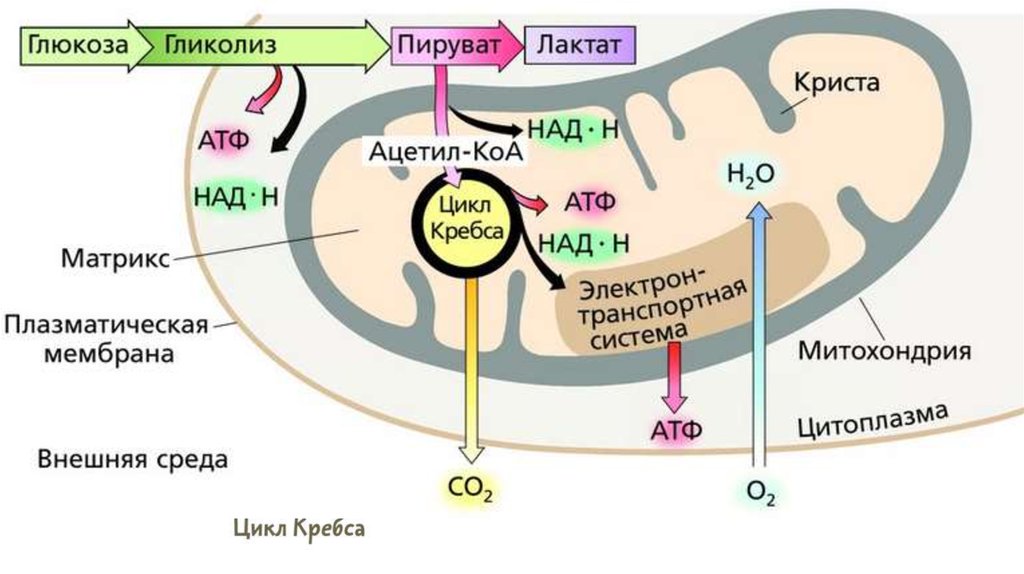 Глюкоза
Гликолиз
Пируват
Лактат
Криста
АТФ
НАД·Н
НАД·Н
Ацетил-КоА
H₂O
Цикл
Кребса
АТФ
НАД·Н
Матрикс
Электрон-
транспортная
система
Плазматическая
мембрана
Митохондрия
АТФ
Цитоплазма
Внешняя среда
CO₂
O₂
Цикл Кребса